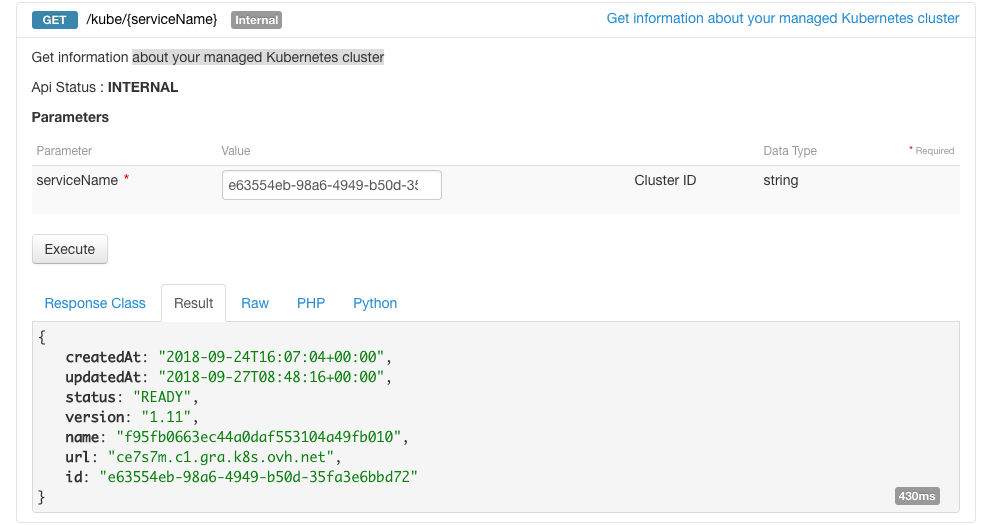 GET /kube/{serviceName} Internal Get information about your managed Kubernetes cluster
Get information about your managed Kubernetes cluster
Api Status : INTERNAL
Parameters
Parameter Value Data Type * Required
serviceName * e63554eb-98a6-4949-b50d-35 Cluster ID string
Execute
Response Class Result Raw PHP Python
{
createdAt: "2018-09-24T16:07:04+00:00",
updatedAt: "2018-09-27T08:48:16+00:00",
status: "READY",
version: "1.11",
name: "f95fb0663ec44a0daf553104a49fb010",
url: "ce7s7m.c1.gra.k8s.ovh.net",
id: "e63554eb-98a6-4949-b50d-35fa3e6bbd72"
}
430ms